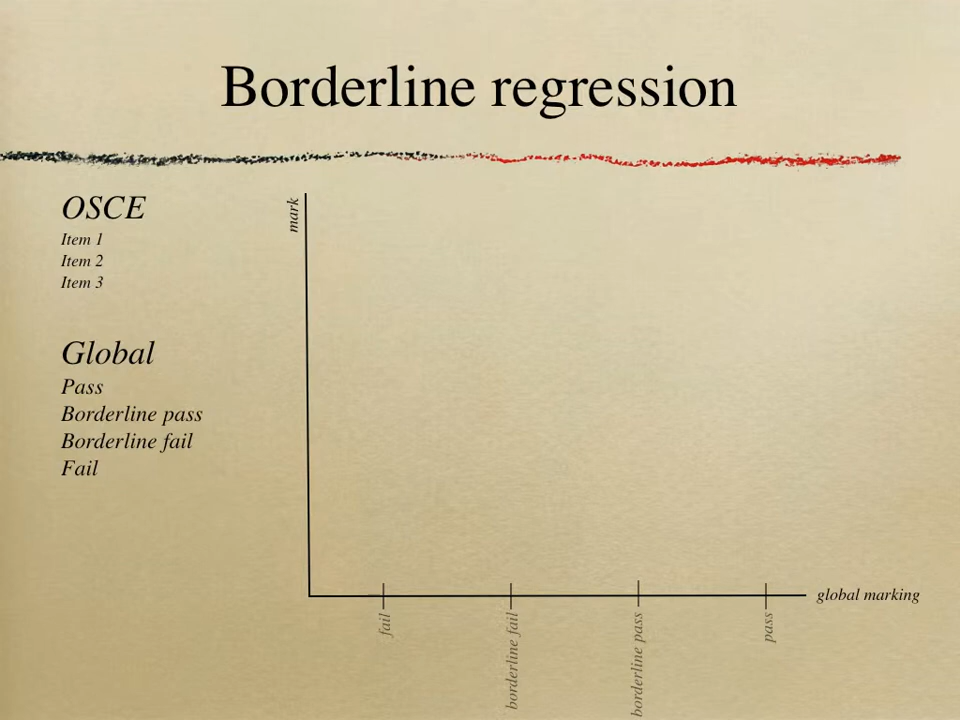 Borderline regression
OSCE
Item 1
Item 2
Item 3
Global
Pass
Borderline pass
Borderline fail
Fail
mark
global marking
fail
borderline fail
borderline pass
pass